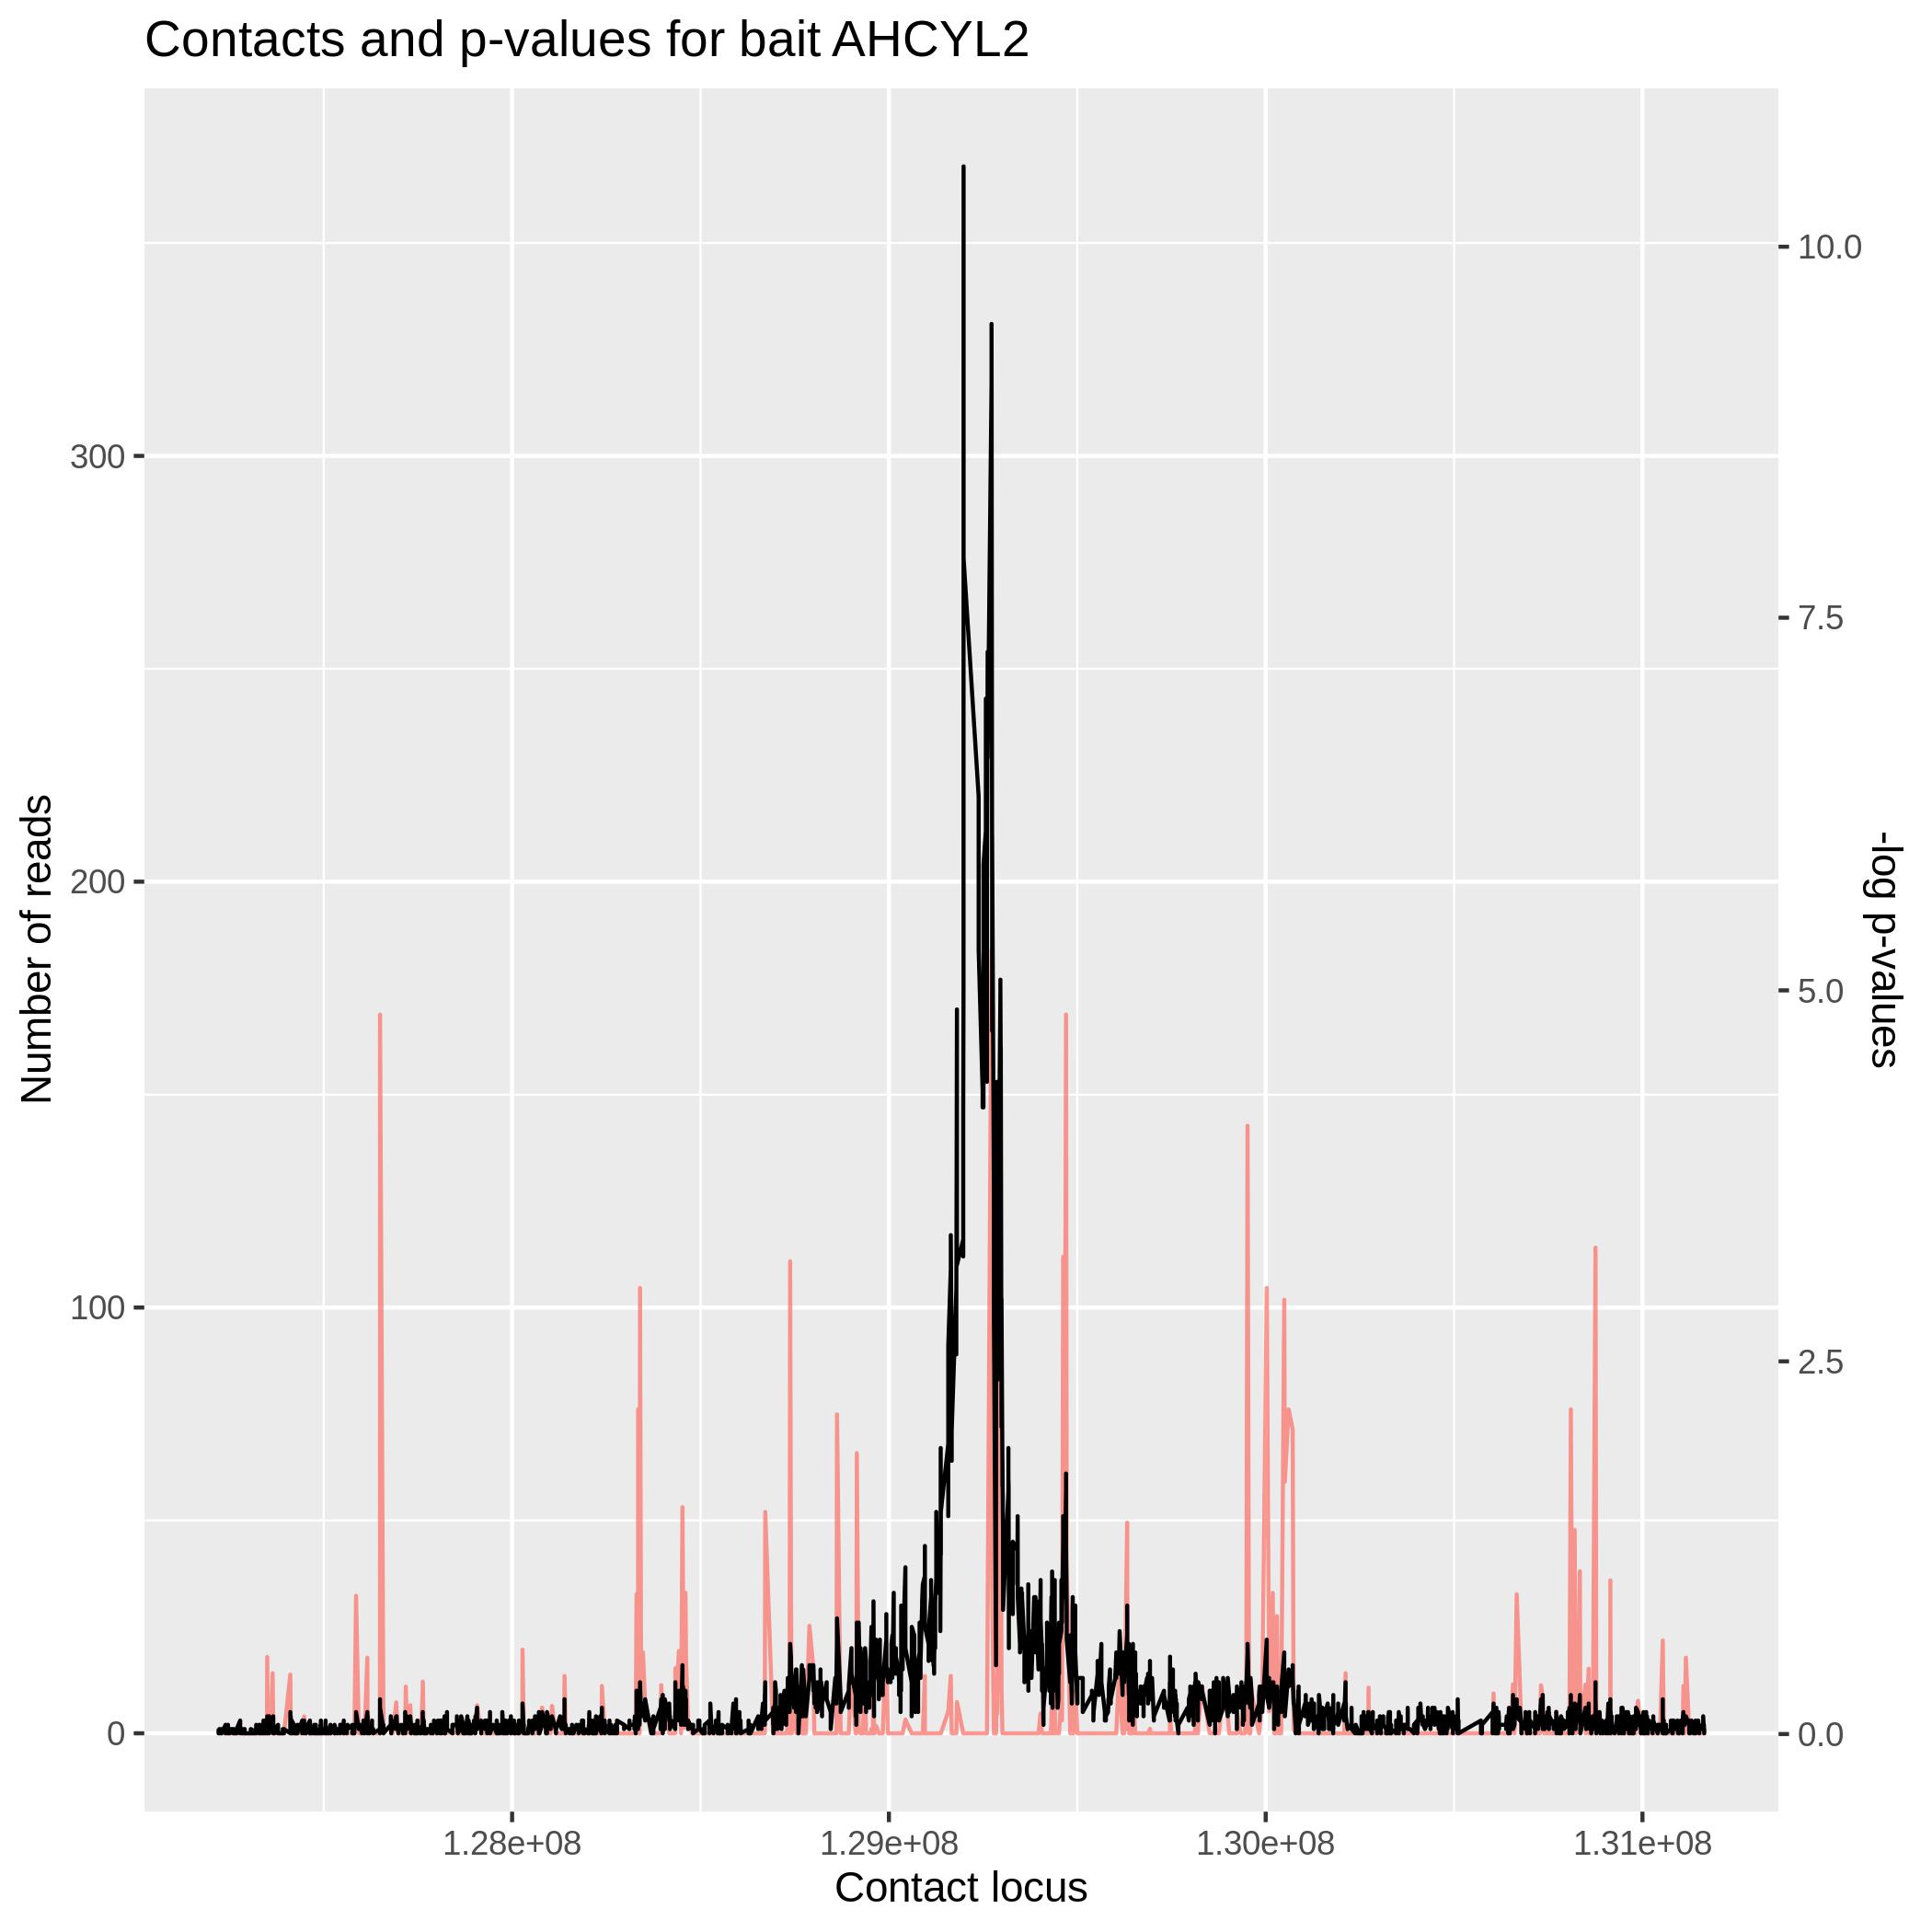 Contacts and p-values for bait AHCYL2
Number of reads
300
200
100
0
10.0
7.5
5.0
2.5
0.0
-log p-values
1.28e+08
1.29e+08
1.30e+08
1.31e+08
Contact locus